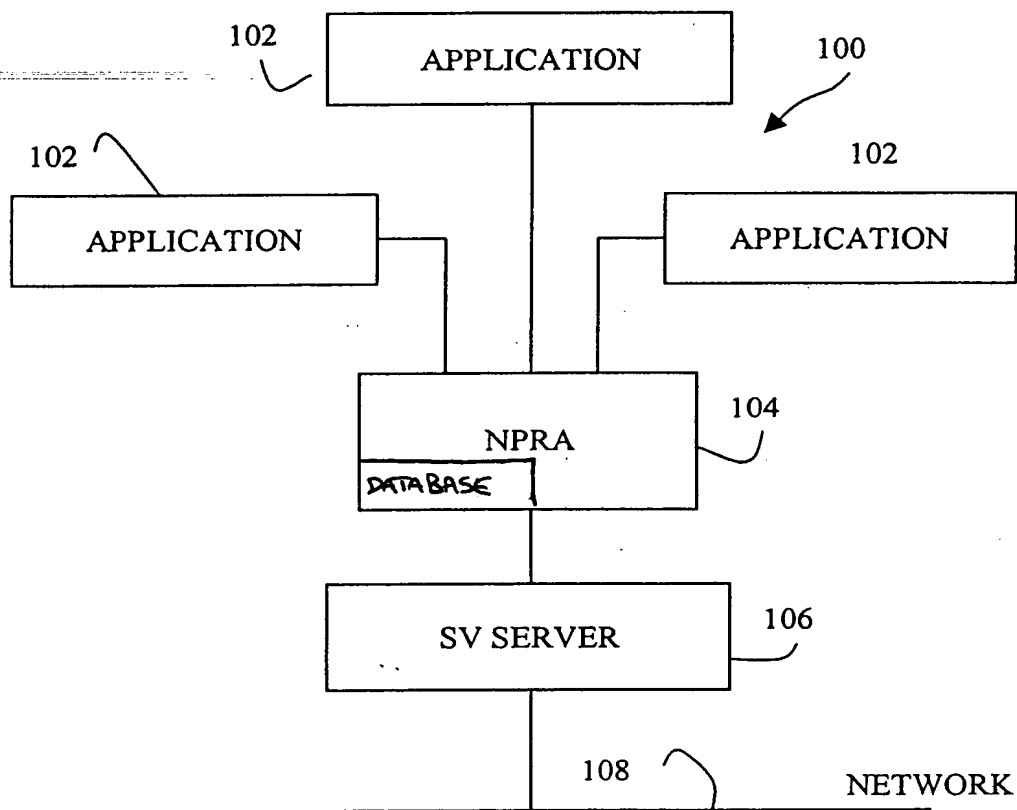 102
APPLICATION
100
102
102
APPLICATION
APPLICATION
104
NPRA
DATABASE
106
SV SERVER
108
NETWORK